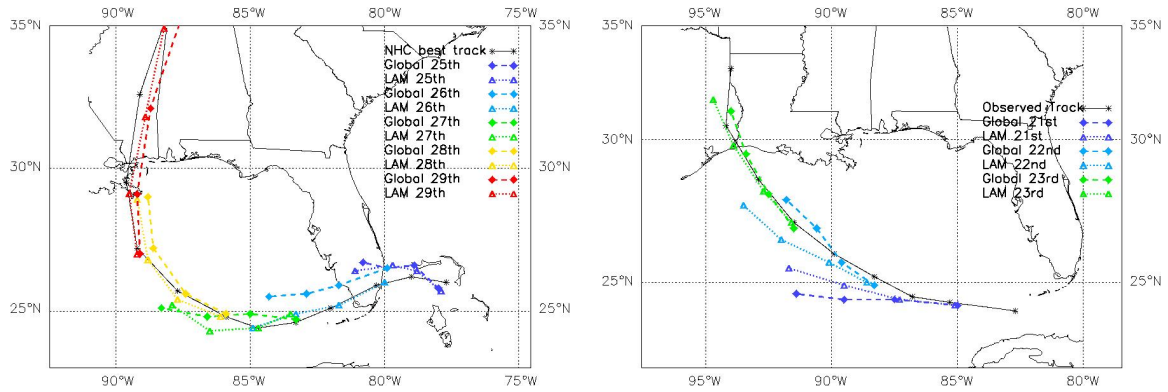 35°N
30°N
25°N
90°W
85°W
80°W
75°W
35°N
30°N
25°N
90°W
85°W
80°W
75°W
NHC best track
Global 25th
LAM 25th
Global 26th
LAM 26th
Global 27th
LAM 27th
Global 28th
LAM 28th
Global 29th
LAM 29th
35°N
30°N
25°N
95°W
90°W
85°W
80°W
35°N
30°N
25°N
95°W
90°W
85°W
80°W
Observed Track
Global 21st
LAM 21st
Global 22nd
LAM 22nd
Global 23rd
LAM 23rd